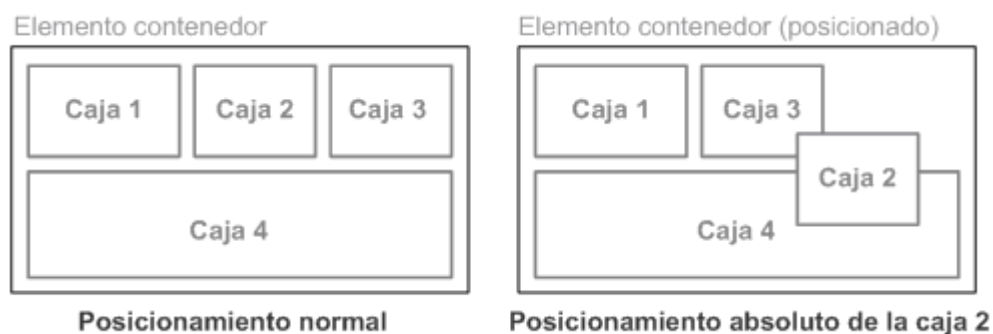 Elemento contenedor
Caja 1
Caja 2
Caja 3
Caja 4
Posicionamiento normal
Elemento contenedor (posicionado)
Caja 1
Caja 3
Caja 2
Caja 4
Posicionamiento absoluto de la caja 2